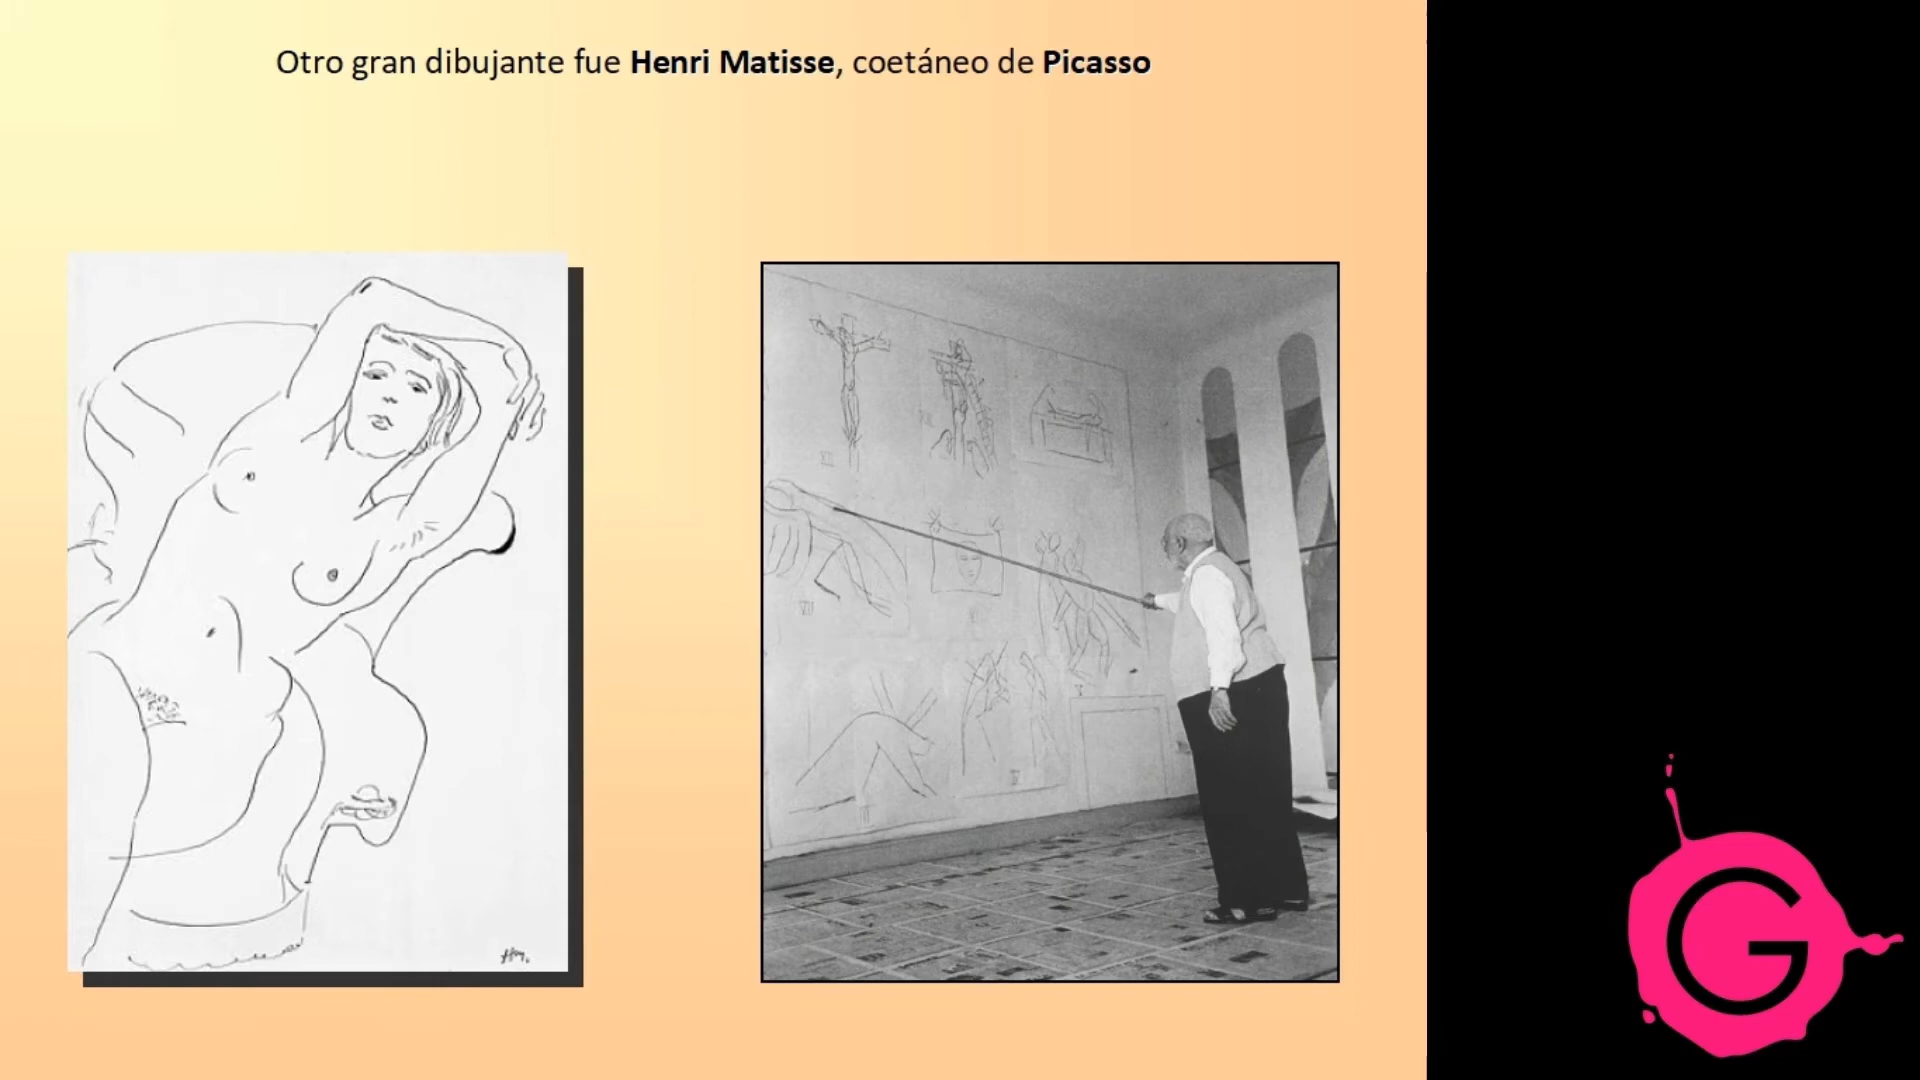 Otro gran dibujante fue Henri Matisse, coetáneo de Picasso
G